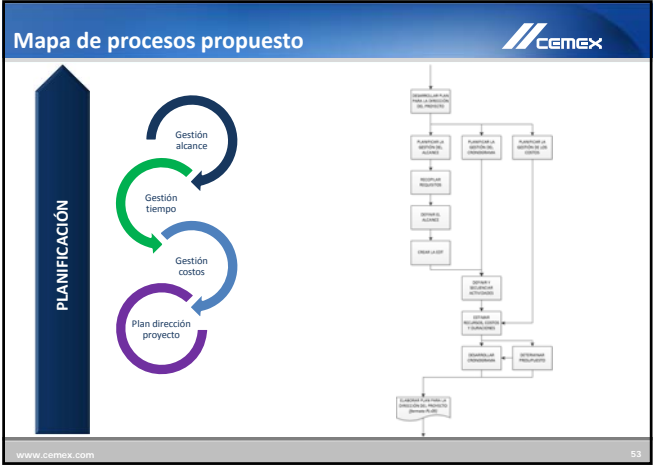 Mapa de procesos propuesto
CEMEX
PLANIFICACIÓN
Gestión
alcance
Gestión
tiempo
Gestión
costos
Plan dirección
proyecto
DESARROLLAR PLAN
PARA LA DIRECCIÓN
DEL PROYECTO
PLANIFICAR LA
GESTIÓN DEL
ALCANCE
PLANIFICAR LA
GESTIÓN DEL
CRONOGRAMA
PLANIFICAR LA
GESTIÓN DE LOS
COSTOS
RECOPILAR
REQUISITOS
DEFINIR EL
ALCANCE
CREAR LA EDT
DEFINIR Y
SECUENCIAR
ACTIVIDADES
ESTIMAR
RECURSOS, COSTOS
Y DURACIONES
DESARROLLAR
CRONOGRAMA
DETERMINAR
PRESUPUESTO
ELABORAR PLAN PARA LA
DIRECCIÓN DEL PROYECTO
www.cemex.com
53